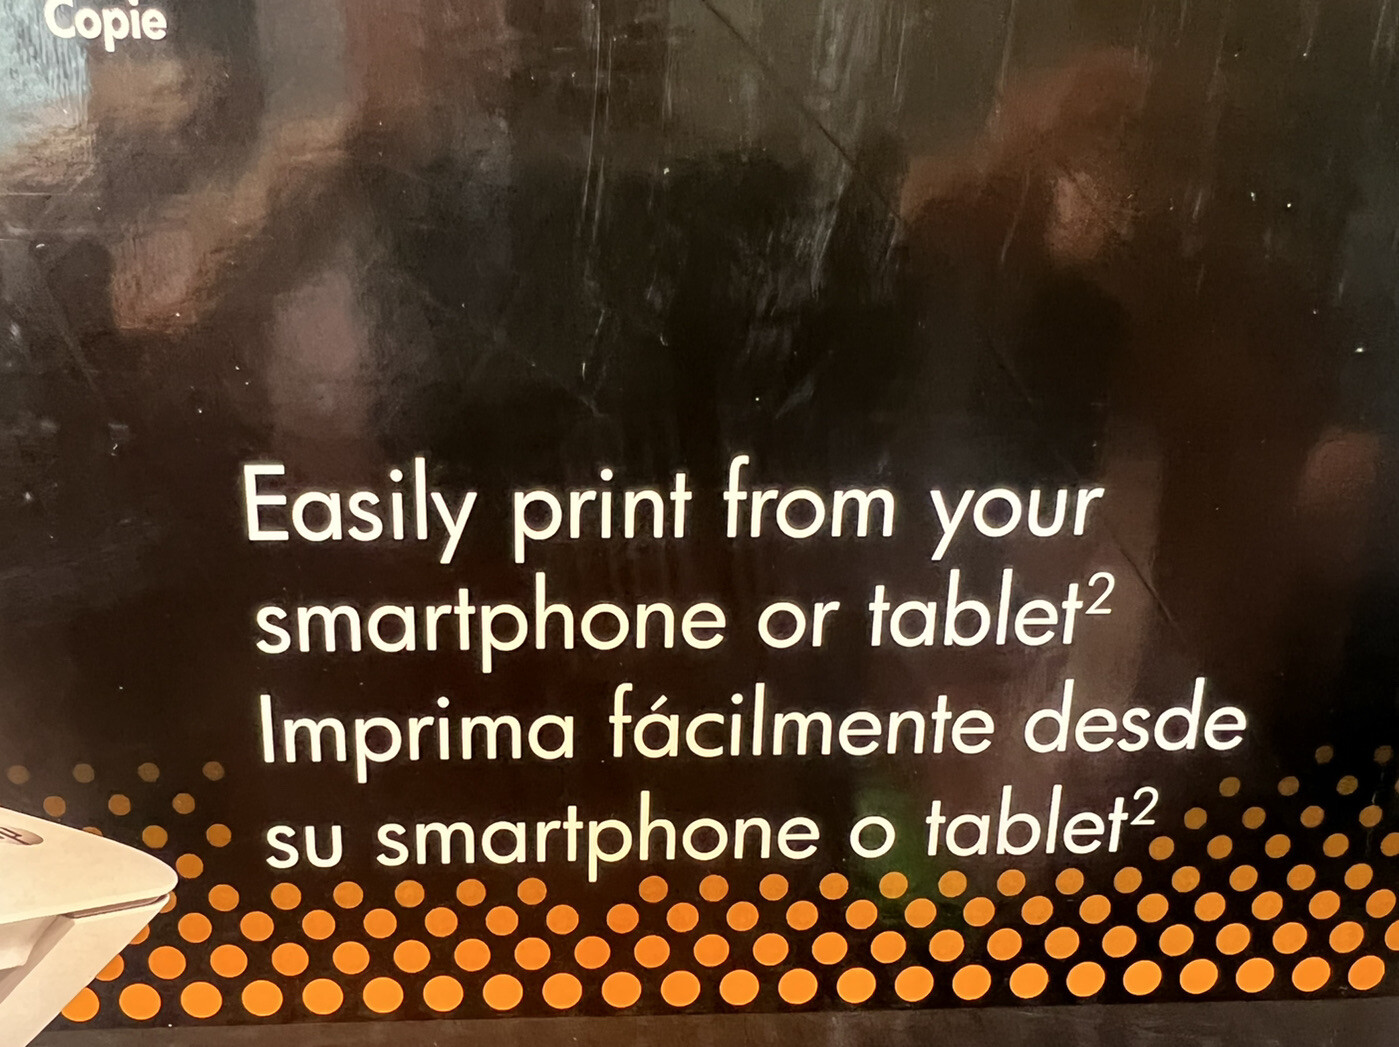 Copie
Easily print from your
smartphone or tablet²
Imprima fácilmente desde
su smartphone o tablet²